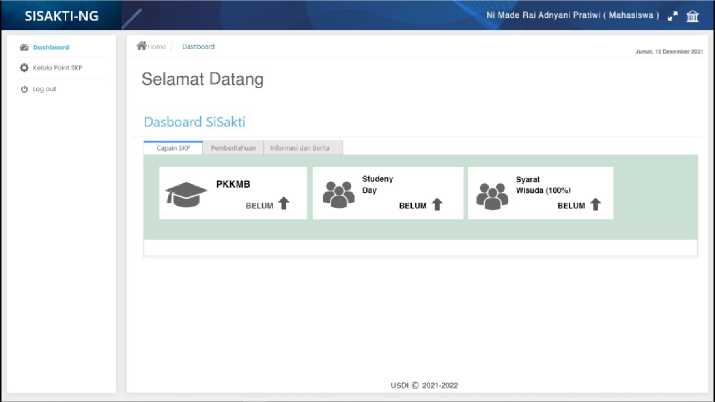 SISAKTI-NG
Ni Made Rai Adnyani Pratiwi ( Mahasiswa )
Dashboard
Kelola Point SKP
Log out
Home / Dashboard
Jumat, 10 Desember 2021
Selamat Datang
Dasboard SiSakti
Capain SKP
Pemberitahuan
Informasi dan Berita
PKKMB
BELUM
Studeny
Day
BELUM
Syarat
Wisuda (100%)
BELUM
USDI © 2021-2022